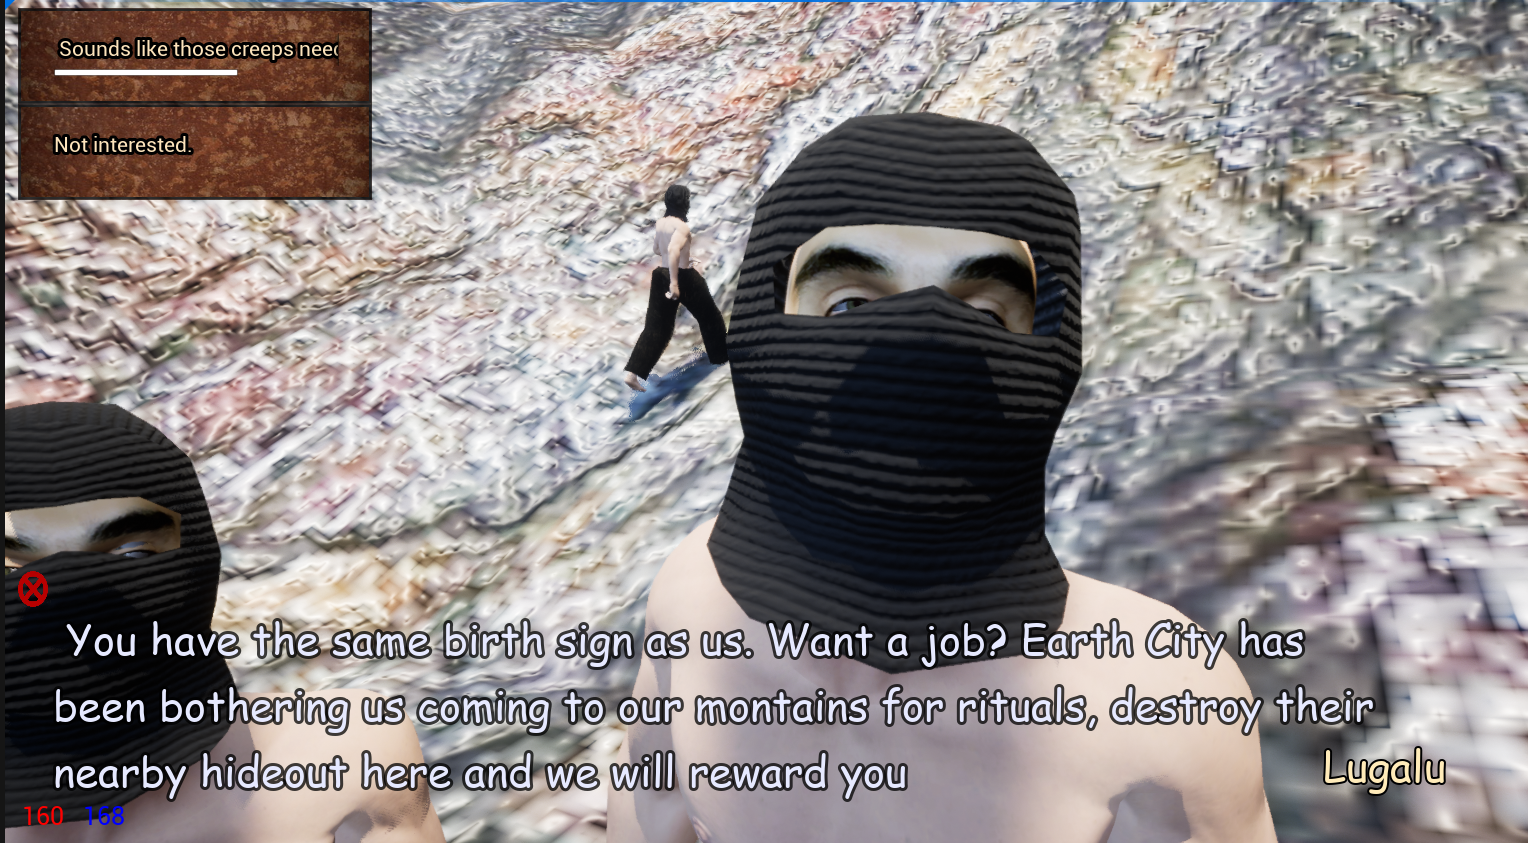 Sounds like those creeps
Not interested.
You have the same birth sign as us. Want a job? Earth City has
been bothering us coming to our montains for rituals, destroy their
nearby hideout here and we will reward you
Lugalu
160 168